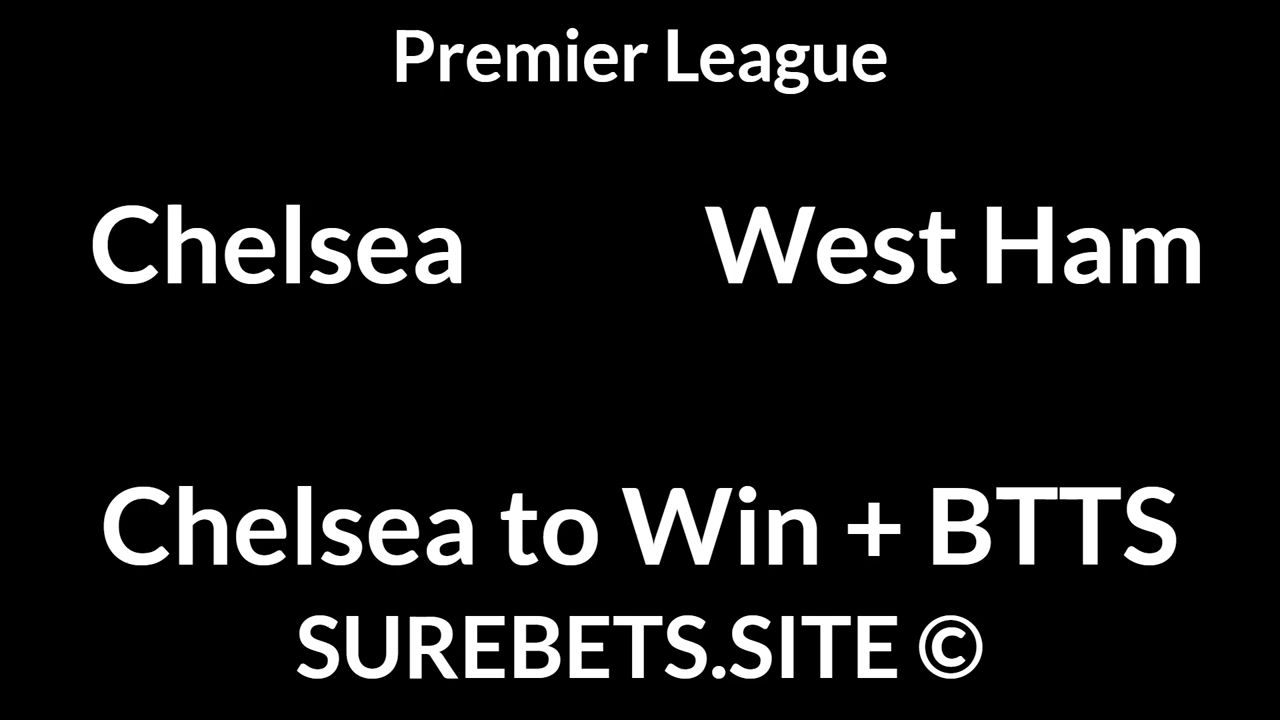 Premier League
Chelsea West Ham
Chelsea to Win + BTTS
SUREBETS.SITE ©